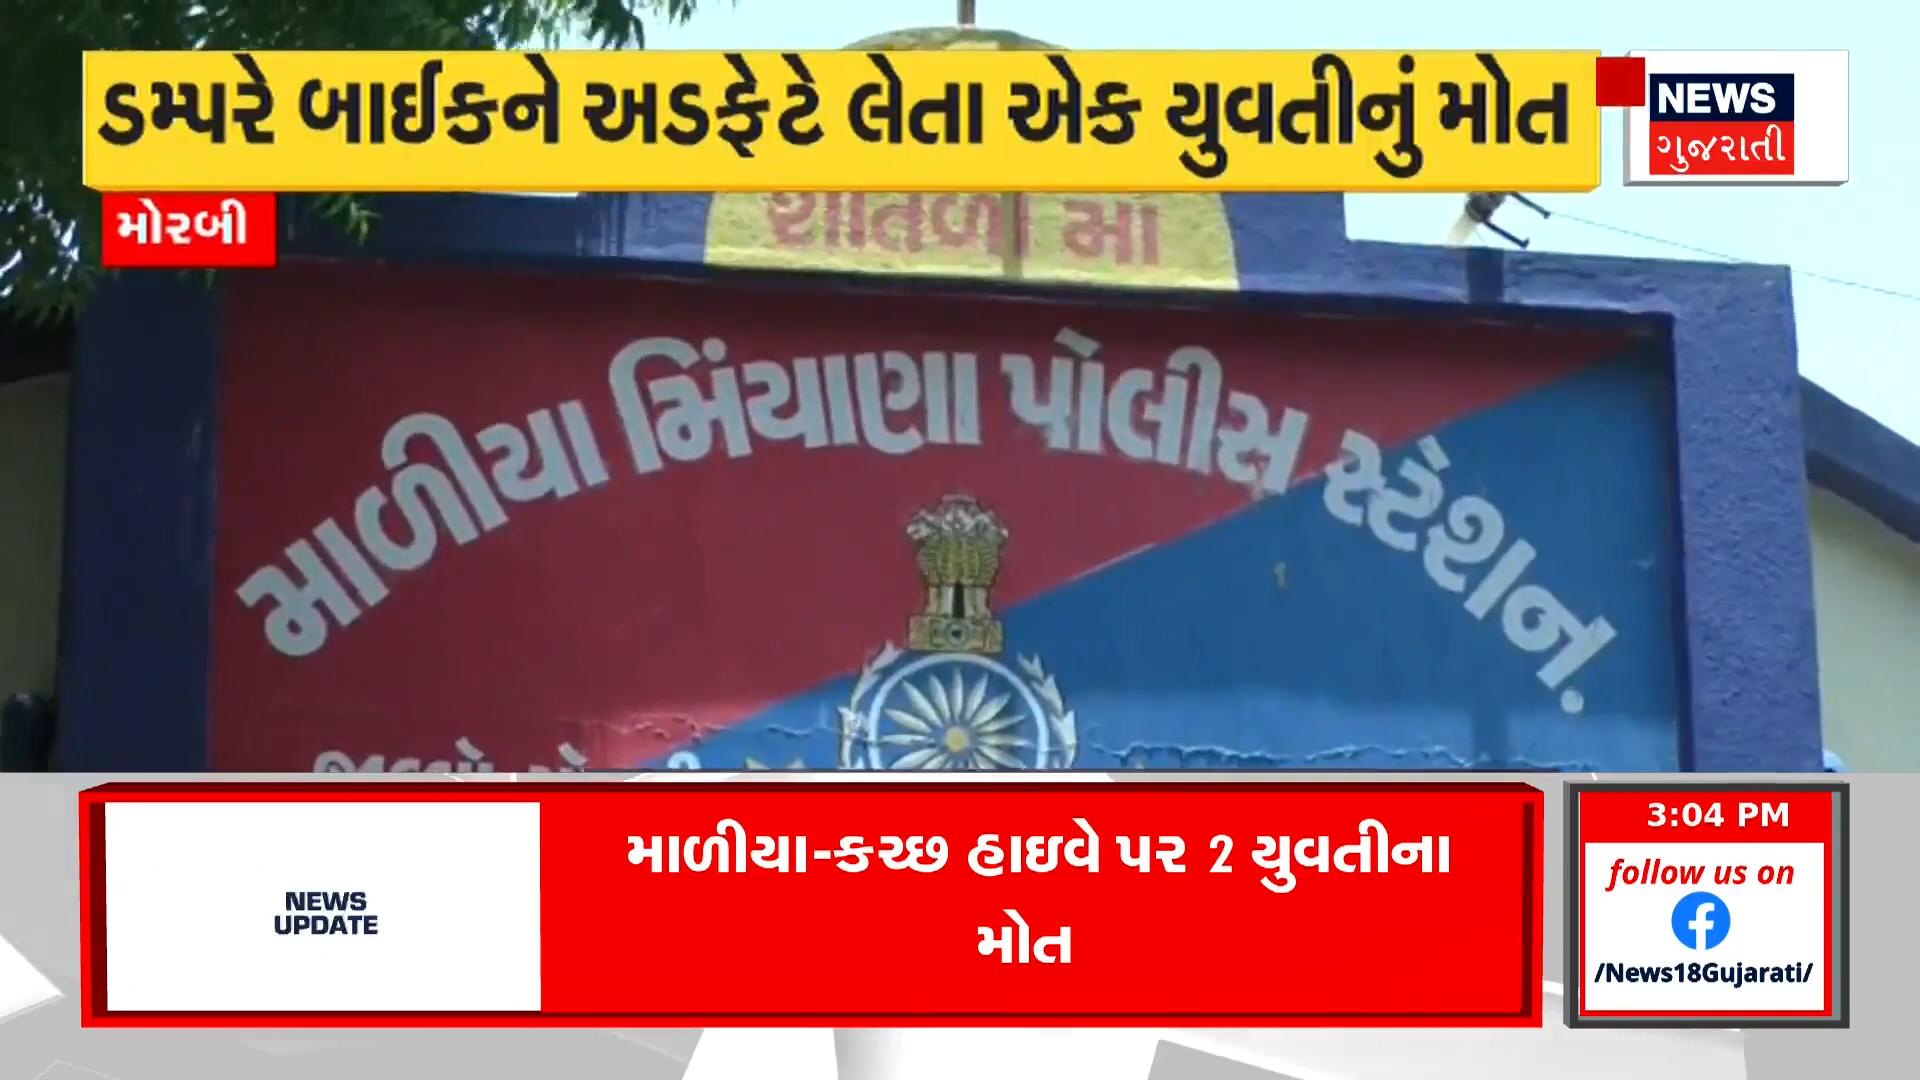 ડમ્પરે બાઈકને અડફેટે લેતા એક યુવતીનું મોત
NEWS
ગુજરાતી
મોરબી
શીતળા મા
માળીયા મિંયાણા પોલીસ સ્ટેશન.
NEWS
UPDATE
માળીયા-કચ્છ હાઇવે પર 2 યુવતીના
મોત
3:04 PM
follow us on
/News18Gujarati/